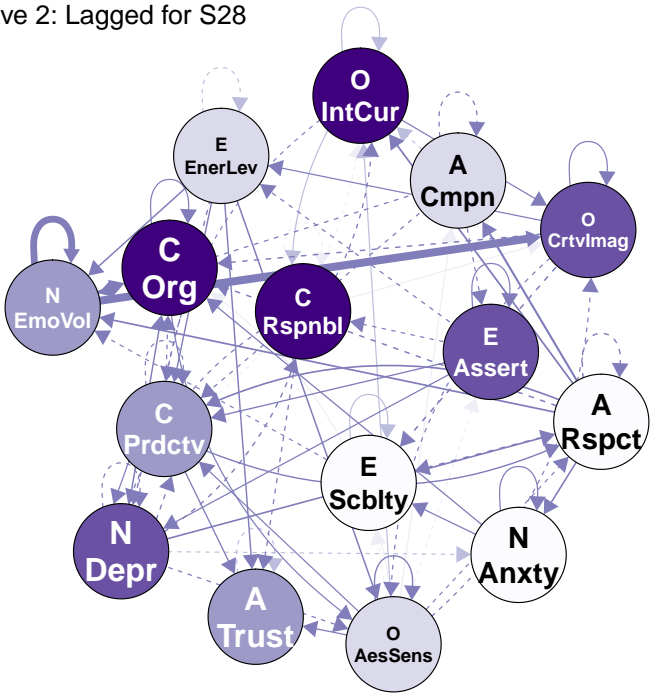 ve 2: Lagged for S28
O
IntCur
E
EnerLev
A
Cmpn
O
CrtvImag
C
Org
N
EmoVol
C
Rspnbl
E
Assert
A
Rspct
C
Prdctv
E
Scblty
N
Depr
N
Anxty
A
Trust
O
AesSens